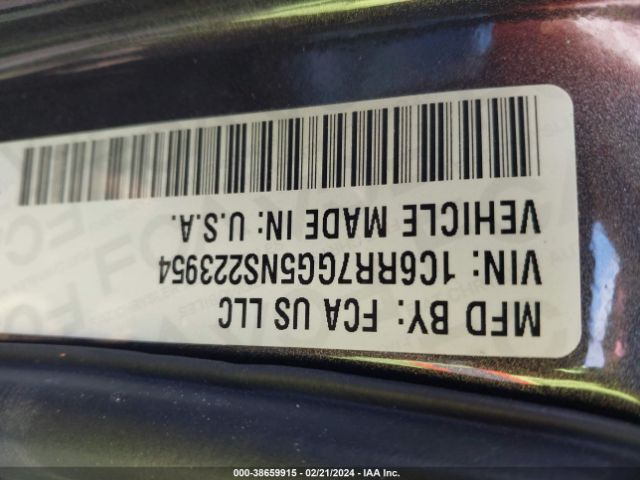 MFD BY: FCA US LLC
VIN: 1C6RR7GG5NS223954
VEHICLE MADE IN: U.S.A.
000-38659915 - 02/21/2024 - IAA Inc.